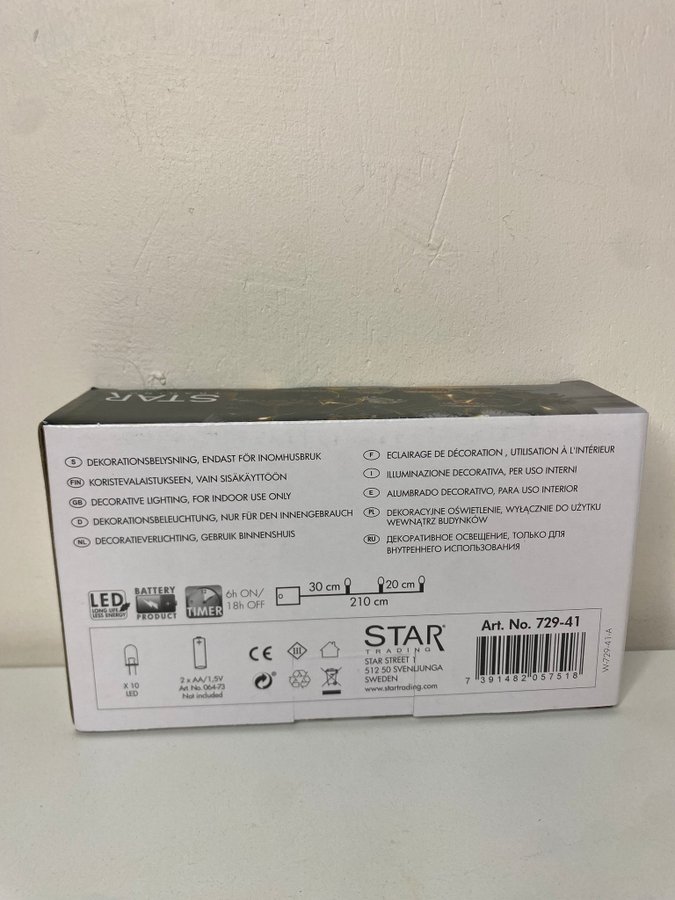 STAR
S DEKORATIONSBELYSNING, ENDAST FÖR INOMHUSBRUK
FIN KORISTEVALAISTUKSEEN, VAIN SISÄKÄYTTÖÖN
GB DECORATIVE LIGHTING, FOR INDOOR USE ONLY
D DEKORATIONSBELEUCHTUNG, NUR FÜR DEN INNENGEBRAUCH
NL DECORATIEVERLICHTING, GEBRUIK BINNENSHUIS
F ECLAIRAGE DE DÉCORATION , UTILISATION À L'INTÉRIEUR
I ILLUMINAZIONE DECORATIVA, PER USO INTERNI
E ALUMBRADO DECORATIVO, PARA USO INTERIOR
PL DEKORACYJNE OŚWIETLENIE, WYŁĄCZNIE DO UŻYTKU
WEWNĄTRZ BUDYNKÓW
RU ДЕКОРАТИВНОЕ ОСВЕЩЕНИЕ, ТОЛЬКО ДЛЯ
ВНУТРЕННЕГО ИСПОЛЬЗОВАНИЯ
LED
LONG LIFE
LESS ENERGY
BATTERY
PRODUCT
TIMER
6h ON/
18h OFF
30 cm
20 cm
210 cm
X 10
LED
2 x AA/1,5V
Art. No. 064-73
Not included
CE
III
STAR
TRADING
STAR STREET 1
512 50 SVENLJUNGA
SWEDEN
www.startrading.com
Art. No. 729-41
7 391482 057518
W-729-41-A